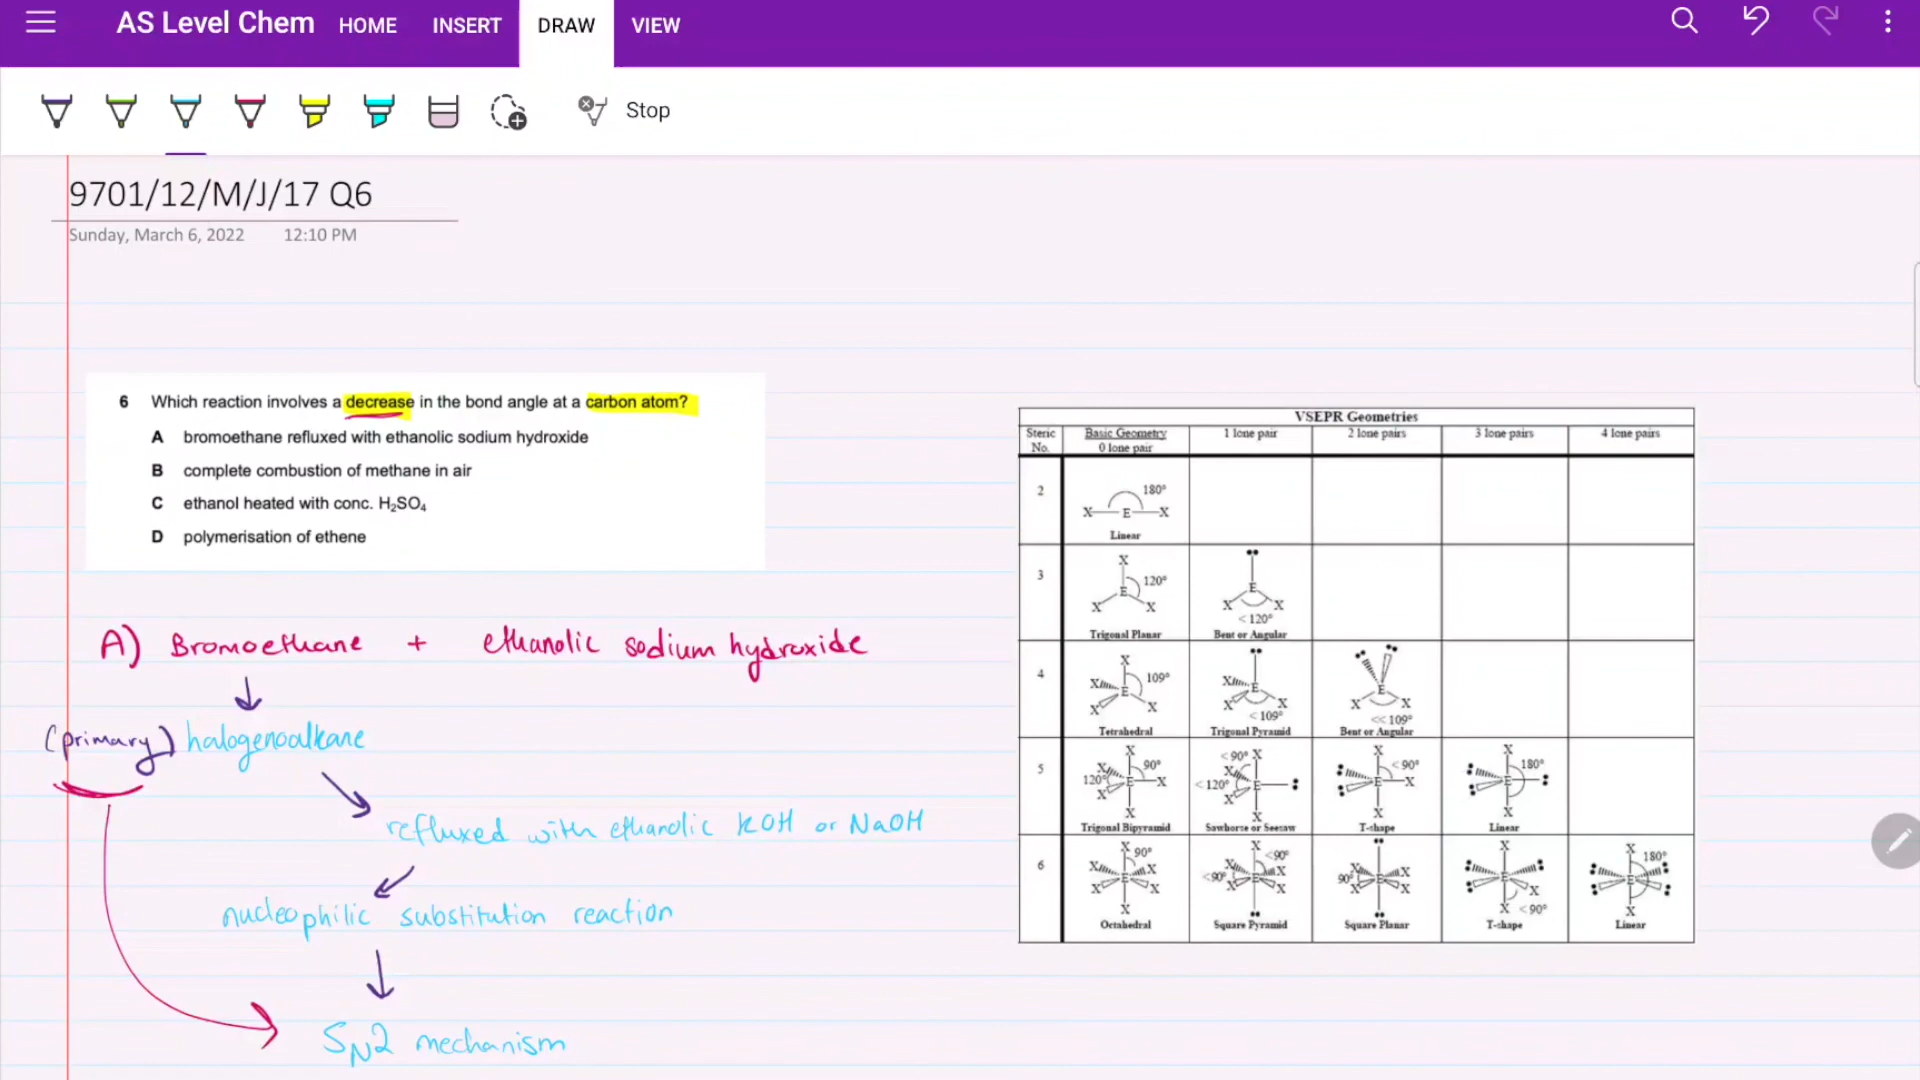 AS Level Chem HOME INSERT DRAW VIEW
Stop
9701/12/M/J/17 Q6
Sunday, March 6, 2022 12:10 PM
6 Which reaction involves a decrease in the bond angle at a carbon atom?
A bromoethane refluxed with ethanolic sodium hydroxide
B complete combustion of methane in air
C ethanol heated with conc. H₂SO₄
D polymerisation of ethene
A) Bromoethane + ethanolic sodium hydroxide
(primary) halogenoalkane
refluxed with ethanolic KOH or NaOH
nucleophilic substitution reaction
SN2 mechanism
VSEPR Geometries
Steric No. Basic Geometry 0 lone pair 1 lone pair 2 lone pairs 3 lone pairs 4 lone pairs
2
180°
X E X
Linear
3
X 120° E X X
Trigonal Planar
E X X < 120°
Bent or Angular
4
X 109° X E X X
Tetrahedral
X E X X < 109°
Trigonal Pyramid
E X X << 109°
Bent or Angular
5
X 90° X 120° E X X X
Trigonal Bipyramid
< 90° X X < 120° E X X
Sawhorse or Seesaw
X < 90° E X X
T-shape
X 180° E X
Linear
6
X 90° X X E X X X
Octahedral
X < 90° X X < 90° E X X
Square Pyramid
X X 90° E X X
Square Planar
X E X X < 90°
T-shape
X 180° E X
Linear